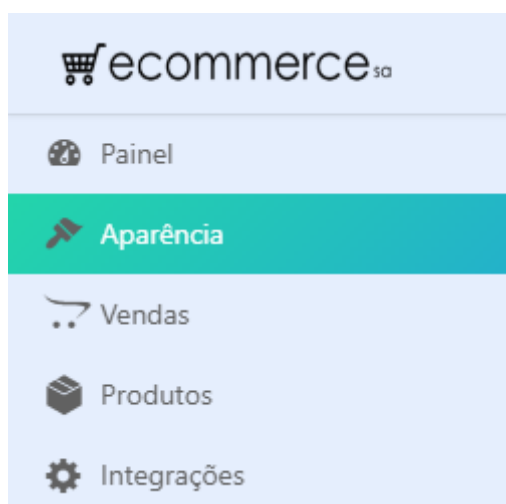 ecommerce sa
Painel
Aparência
Vendas
Produtos
Integrações